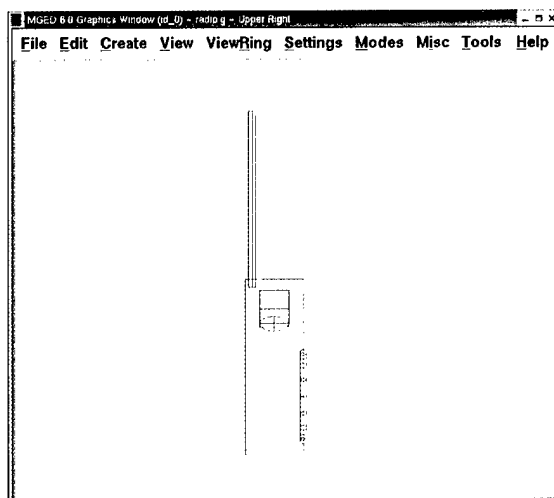 MGED 6.0 Graphics Window (id_0) - radio.g - Upper Right
File Edit Create View ViewRing Settings Modes Misc Tools Help